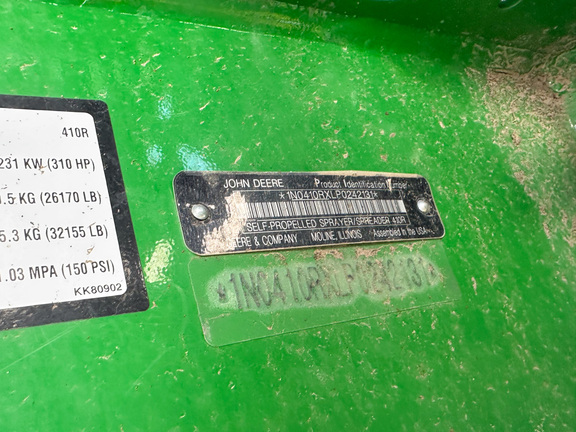 410R
231 KW (310 HP)
.5 KG (26170 LB)
5.3 KG (32155 LB)
.03 MPA (150 PSI)
KK80902
JOHN DEERE Product Identification Number
*1N0410RXLP0242131*
SELF-PROPELLED SPRAYER/SPREADER 410R
DEERE & COMPANY MOLINE, ILLINOIS Assembled in the USA
*1N0410RXLP0242131*